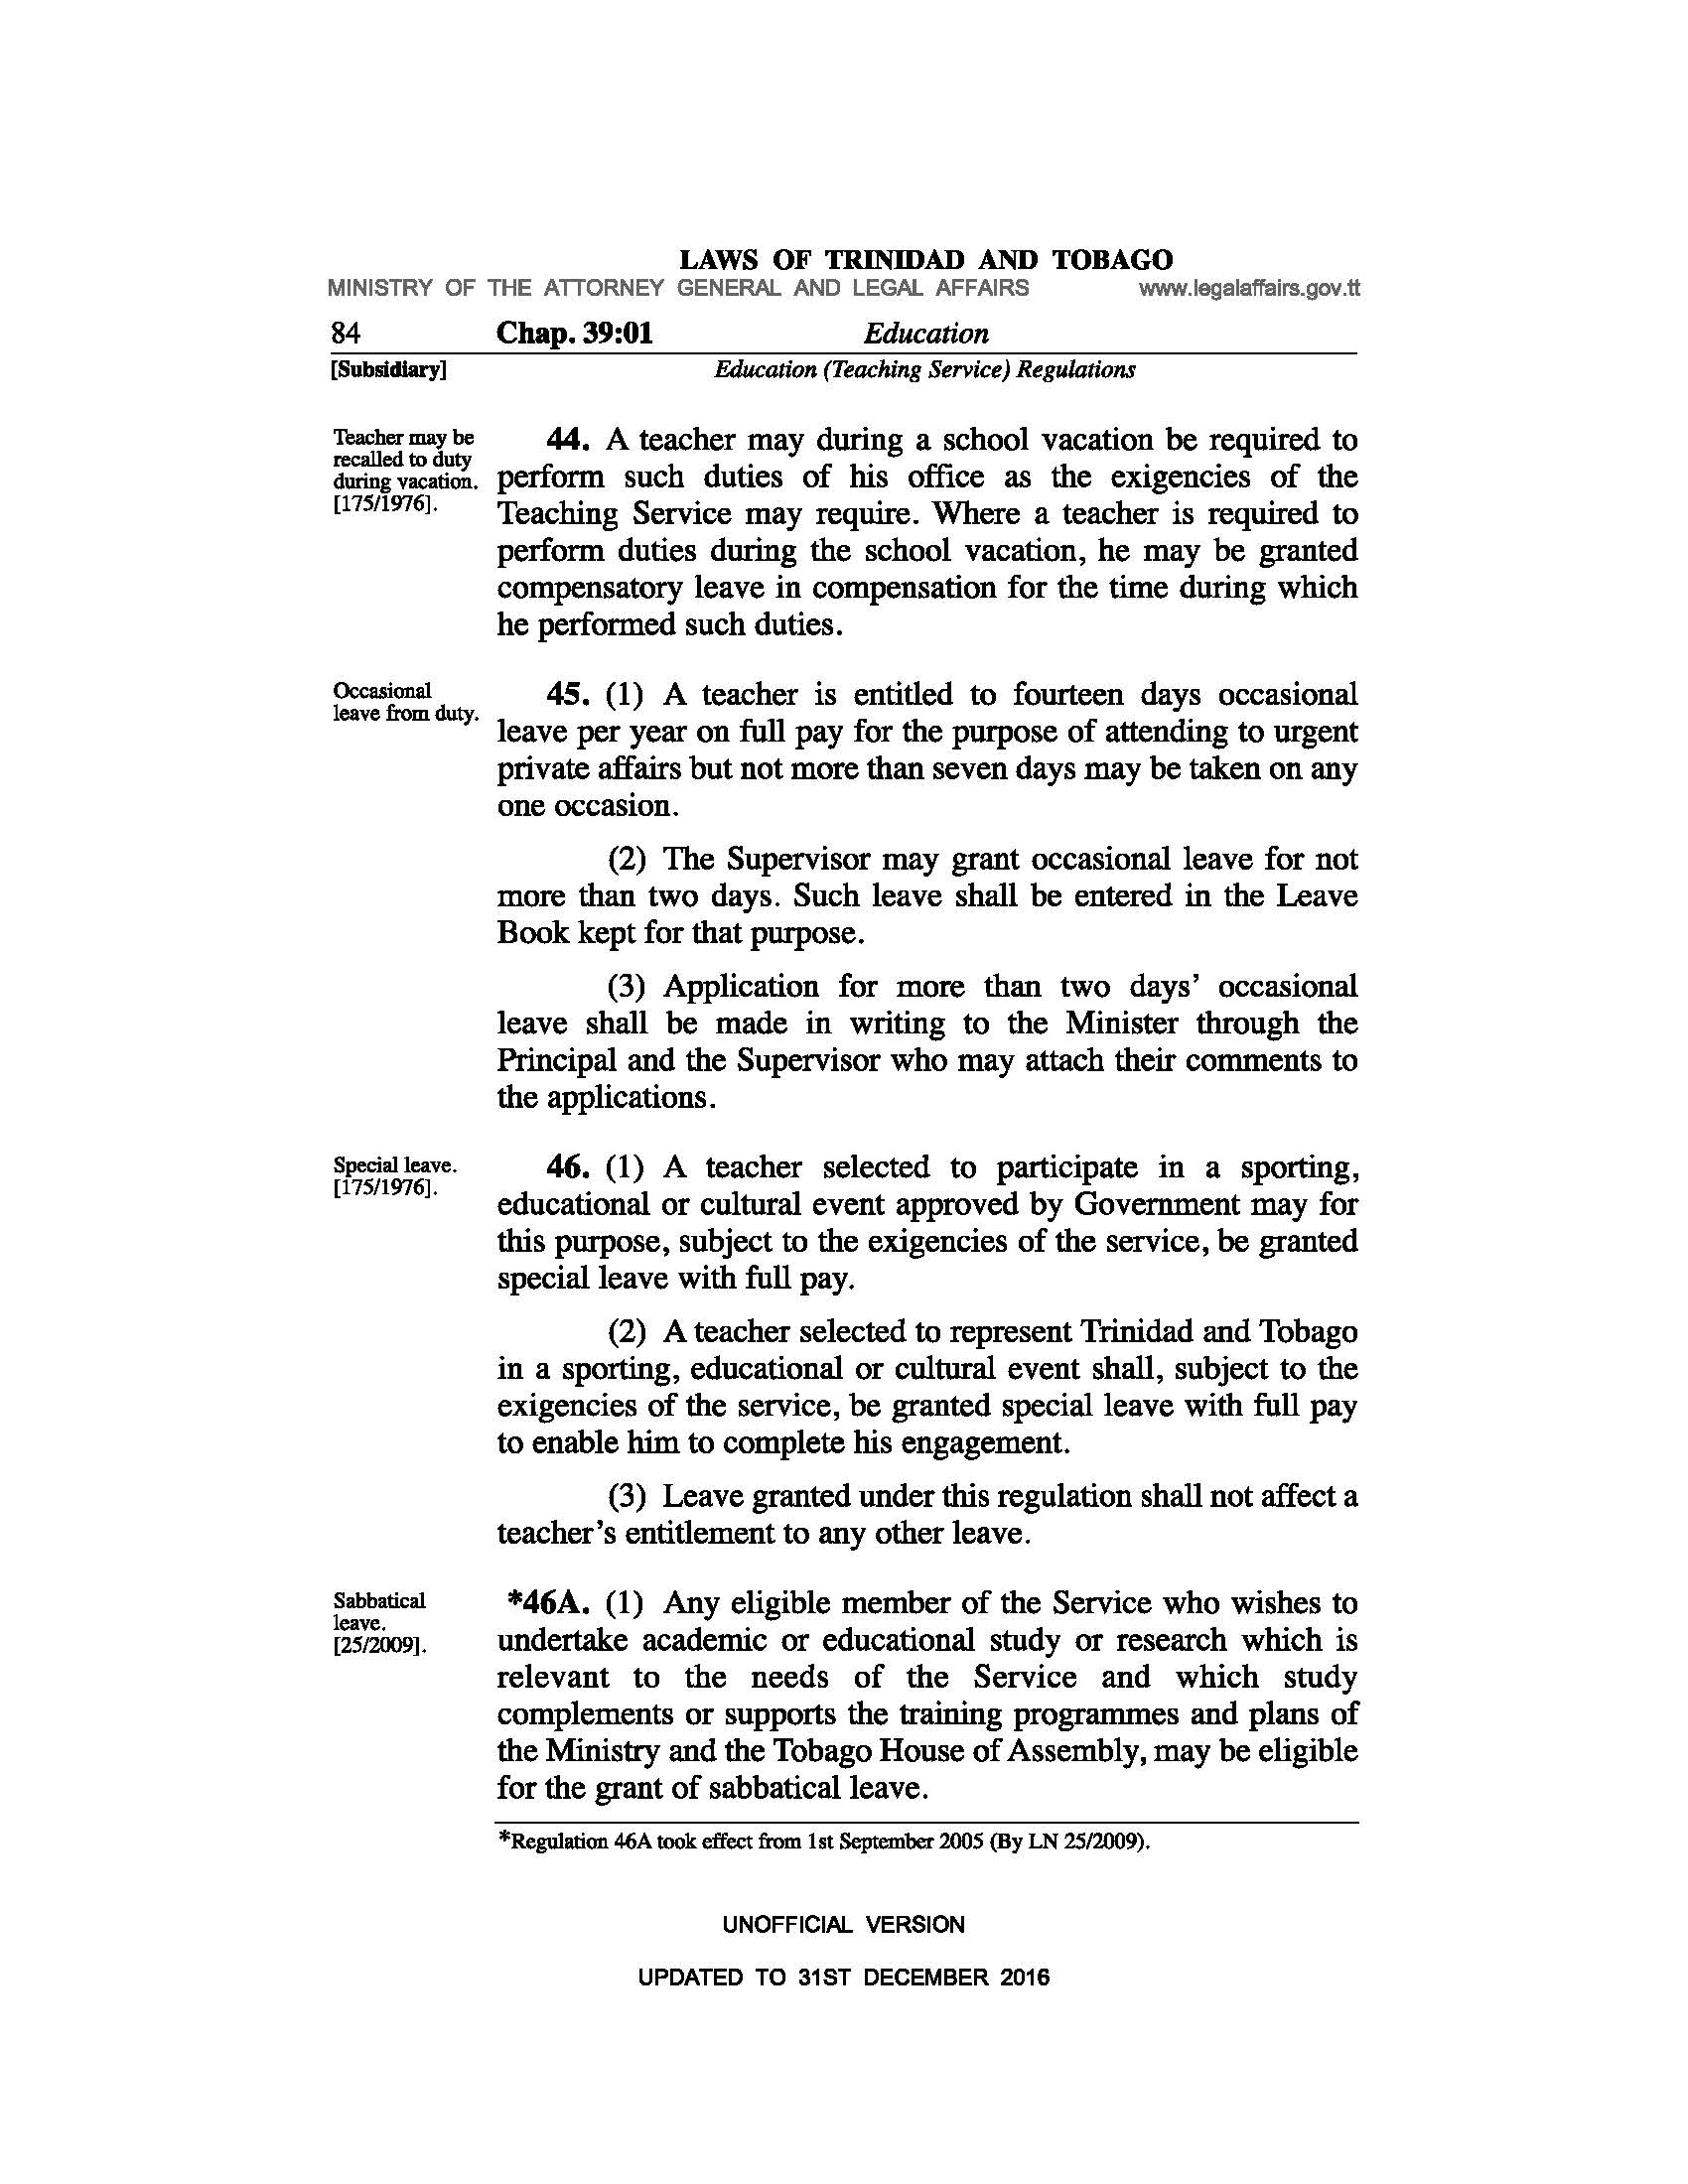 LAWS OF TRINIDAD AND TOBAGO
MINISTRY OF THE ATTORNEY GENERAL AND LEGAL AFFAIRS www.legalaffairs.gov.tt
84 Chap. 39:01 Education
[Subsidiary] Education (Teaching Service) Regulations
Teacher may be
recalled to duty
during vacation.
[175/1976].
44. A teacher may during a school vacation be required to
perform such duties of his office as the exigencies of the
Teaching Service may require. Where a teacher is required to
perform duties during the school vacation, he may be granted
compensatory leave in compensation for the time during which
he performed such duties.
Occasional
leave from duty.
45. (1) A teacher is entitled to fourteen days occasional
leave per year on full pay for the purpose of attending to urgent
private affairs but not more than seven days may be taken on any
one occasion.
(2) The Supervisor may grant occasional leave for not
more than two days. Such leave shall be entered in the Leave
Book kept for that purpose.
(3) Application for more than two days’ occasional
leave shall be made in writing to the Minister through the
Principal and the Supervisor who may attach their comments to
the applications.
Special leave.
[175/1976].
46. (1) A teacher selected to participate in a sporting,
educational or cultural event approved by Government may for
this purpose, subject to the exigencies of the service, be granted
special leave with full pay.
(2) A teacher selected to represent Trinidad and Tobago
in a sporting, educational or cultural event shall, subject to the
exigencies of the service, be granted special leave with full pay
to enable him to complete his engagement.
(3) Leave granted under this regulation shall not affect a
teacher’s entitlement to any other leave.
Sabbatical
leave.
[25/2009].
*46A. (1) Any eligible member of the Service who wishes to
undertake academic or educational study or research which is
relevant to the needs of the Service and which study
complements or supports the training programmes and plans of
the Ministry and the Tobago House of Assembly, may be eligible
for the grant of sabbatical leave.
*Regulation 46A took effect from 1st September 2005 (By LN 25/2009).
UNOFFICIAL VERSION
UPDATED TO 31ST DECEMBER 2016